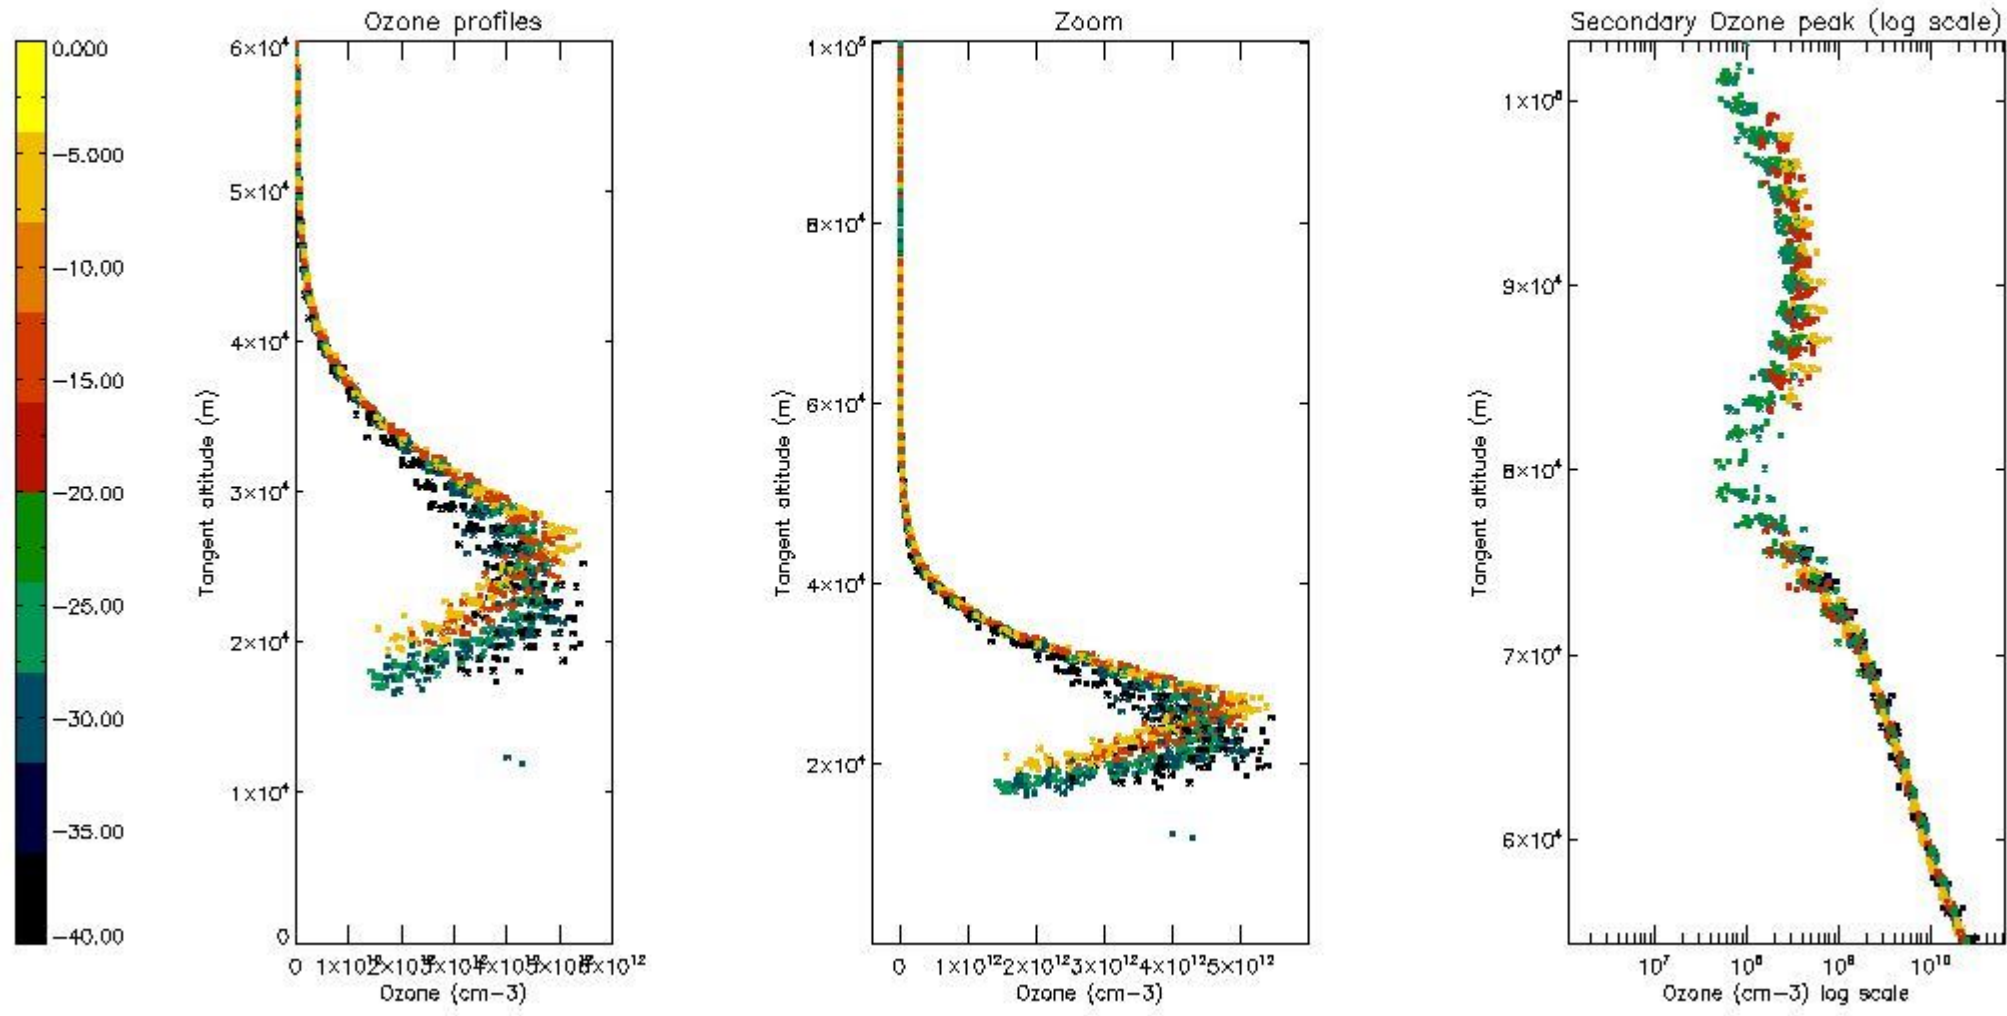 Ozone profiles
Zoom
Secondary Ozone peak (log scale)
0.000
−5.000
−10.00
−15.00
−20.00
−25.00
−30.00
−35.00
−40.00
6×10⁴
5×10⁴
4×10⁴
3×10⁴
2×10⁴
1×10⁴
0
Tangent altitude (m)
0
Ozone (cm−3)
1×10⁵
8×10⁴
6×10⁴
4×10⁴
2×10⁴
Tangent altitude (m)
0 1×10¹² 2×10¹² 3×10¹² 4×10¹² 5×10¹²
Ozone (cm−3)
9×10⁴
8×10⁴
7×10⁴
6×10⁴
Tangent altitude (m)
10⁷ 10⁸ 10⁹ 10¹⁰
Ozone (cm−3) log scale